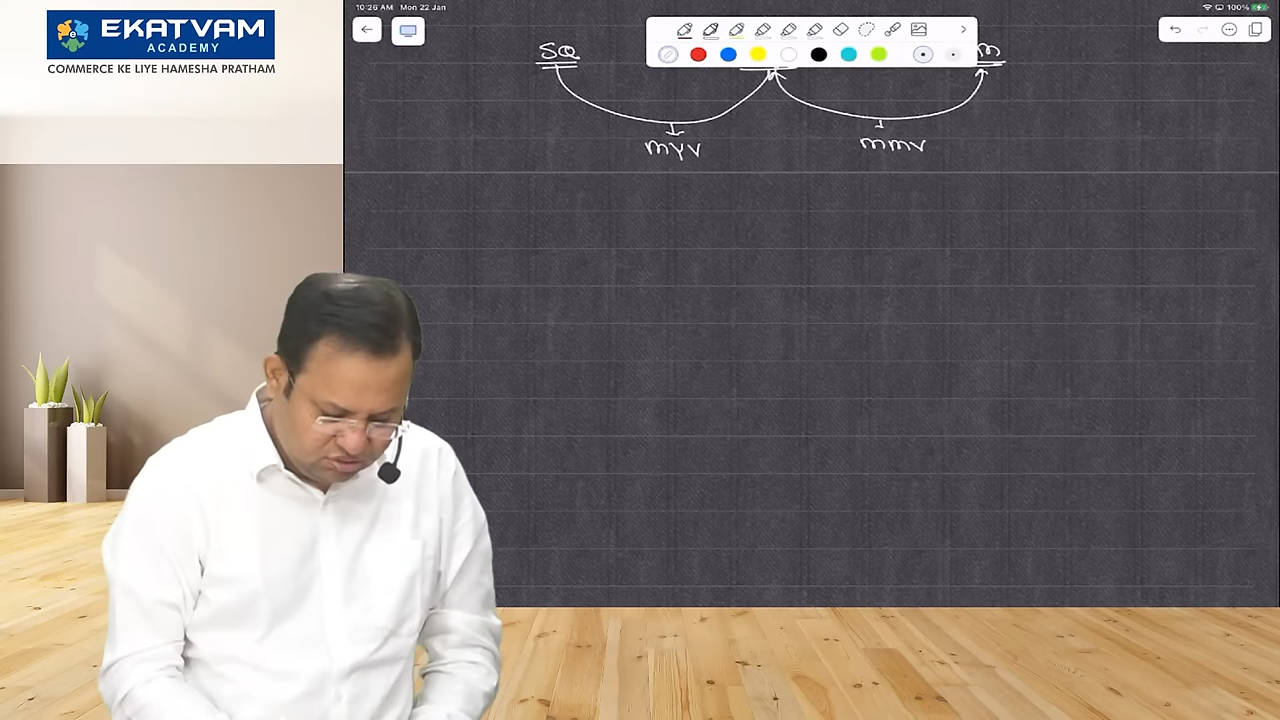 EKATVAM
ACADEMY
COMMERCE KE LIYE HAMESHA PRATHAM
10:26 AM Mon 22 Jan
100%
SQ
m
MYV
MMV